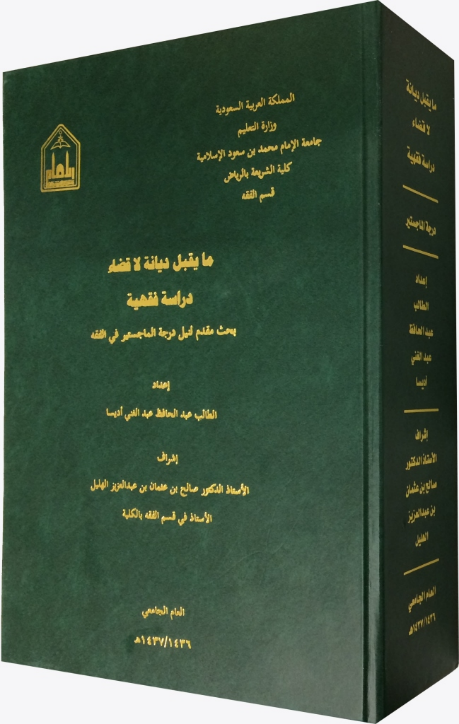 المملكة العربية السعودية
وزارة التعليم
جامعة الإمام محمد بن سعود الإسلامية
كلية الشريعة بالرياض
قسم الفقه
ما يقبل ديانة لا قضاء
دراسة فقهية
بحث مقدم لنيل درجة الماجستير في الفقه
إعداد
الطالب عبد الحافظ عبد الغني أديسا
إشراف
الأستاذ الدكتور صالح بن عثمان بن عبدالعزيز الهليل
الأستاذ في قسم الفقه بالكلية
العام الجامعي
١٤٣٧/١٤٣٦هـ
ما يقبل ديانة
لا قضاء
دراسة فقهية
درجة الماجستير
إعداد
الطالب
عبد الحافظ
عبد الغني
أديسا
إشراف
الأستاذ الدكتور
صالح بن عثمان
بن عبدالعزيز
الهليل
العام الجامعي
١٤٣٧/١٤٣٦هـ